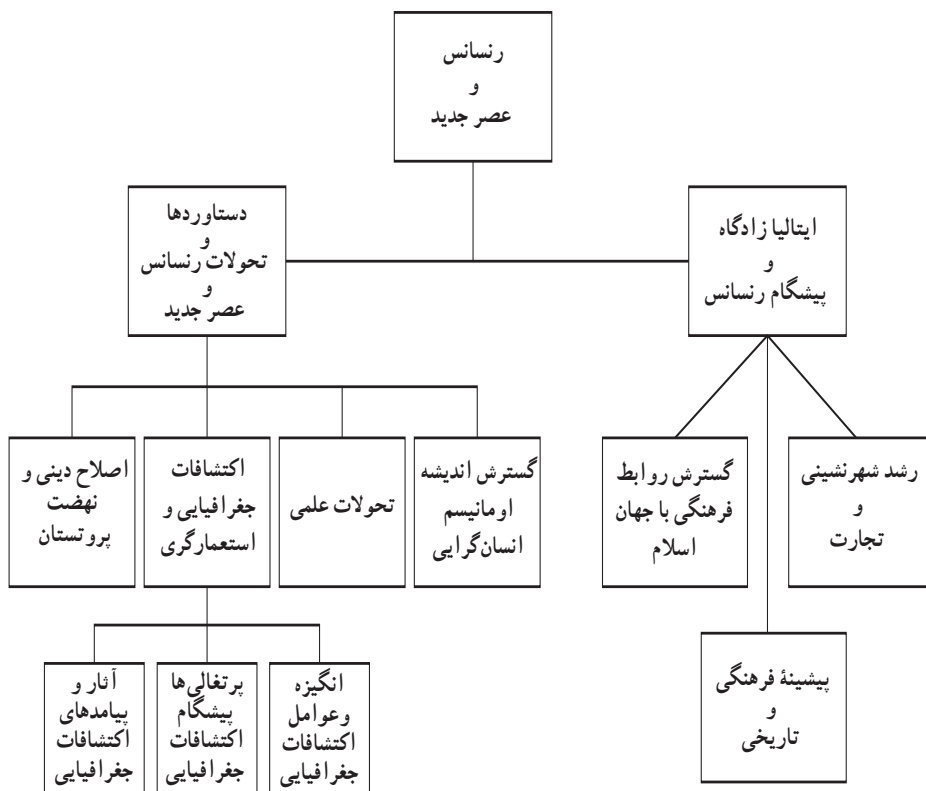 رنسانس
و
عصر جدید
ایتالیا زادگاه
و
پیشگام رنسانس
دستاوردها
و
تحولات رنسانس
و
عصر جدید
رشد شهرنشینی
و
تجارت
گسترش روابط
فرهنگی با جهان
اسلام
گسترش اندیشه
اومانیسم
انسان‌گرایی
تحولات علمی
اکتشافات
جغرافیایی و
استعمارگری
اصلاح دینی و
نهضت
پروتستان
پیشینهٔ فرهنگی
و
تاریخی
انگیزه
وعوامل
اکتشافات
جغرافیایی
پرتغالی‌ها
پیشگام
اکتشافات
جغرافیایی
آثار و
پیامدهای
اکتشافات
جغرافیایی